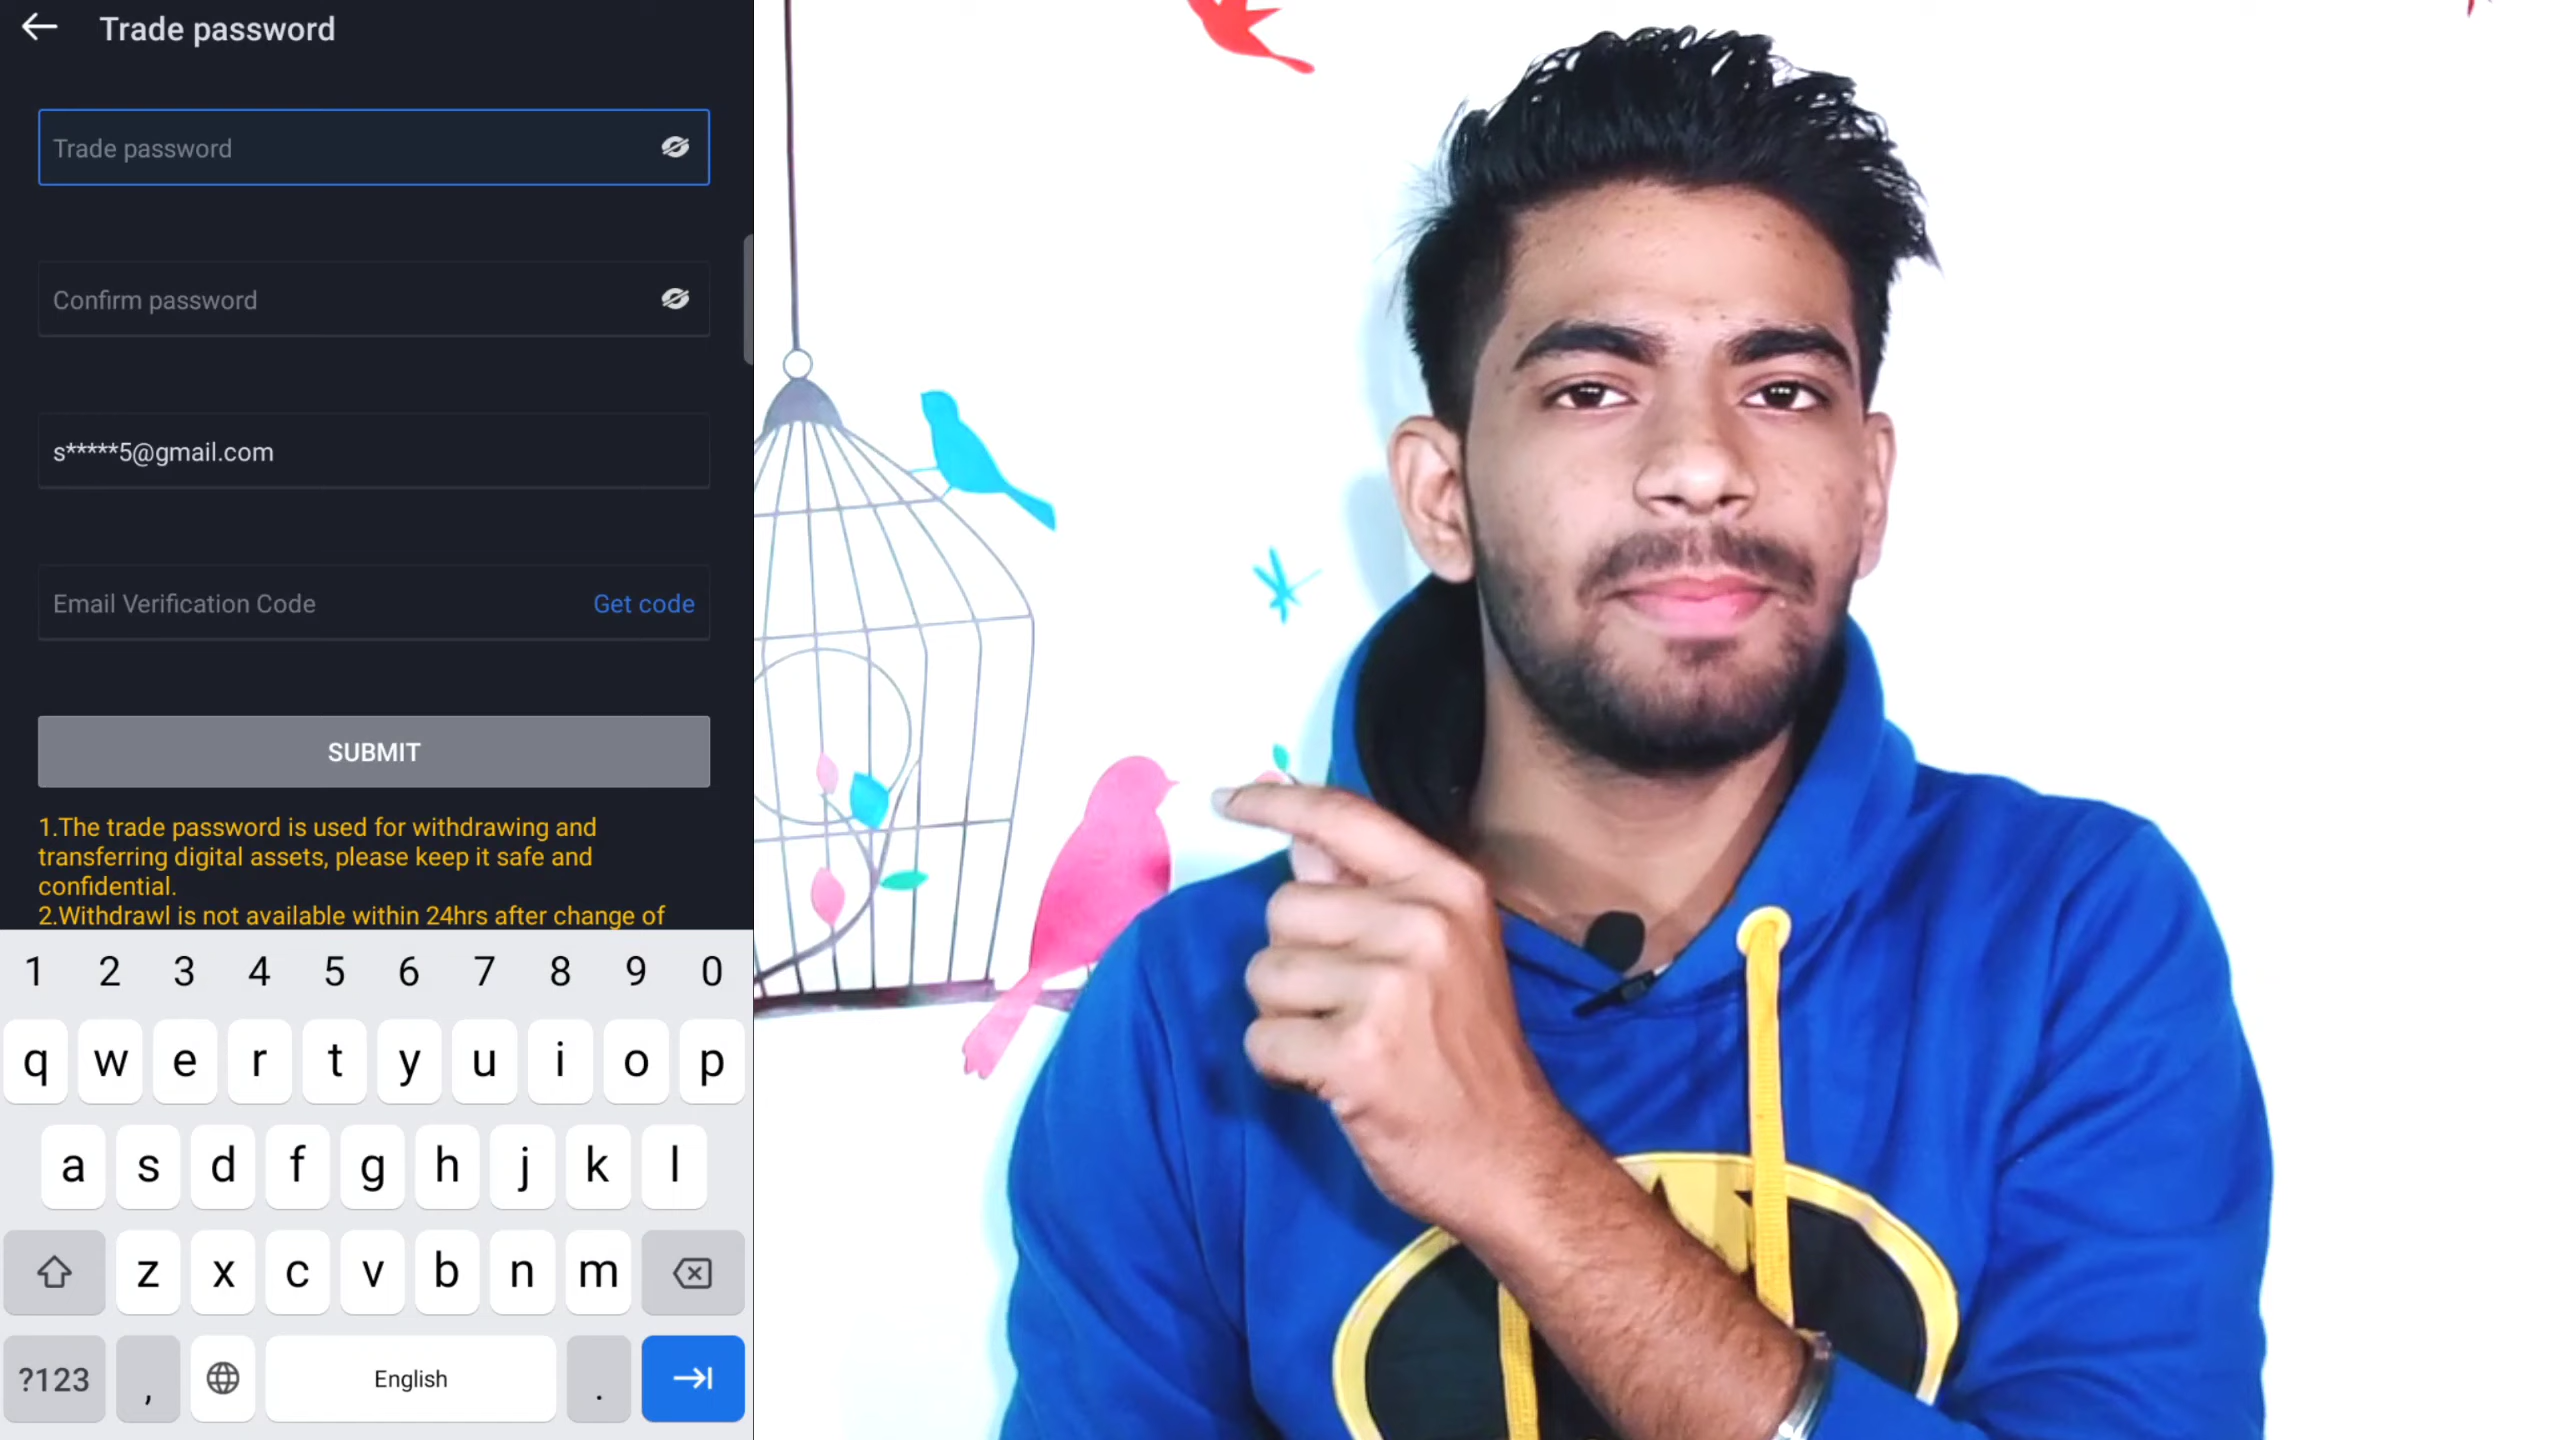 Trade password
Trade password
Confirm password
s*****5@gmail.com
Email Verification Code Get code
SUBMIT
1.The trade password is used for withdrawing and
transferring digital assets, please keep it safe and
confidential.
2.Withdrawl is not available within 24hrs after change of
1 2 3 4 5 6 7 8 9 0
q w e r t y u i o p
a s d f g h j k l
z x c v b n m
?123 , English .